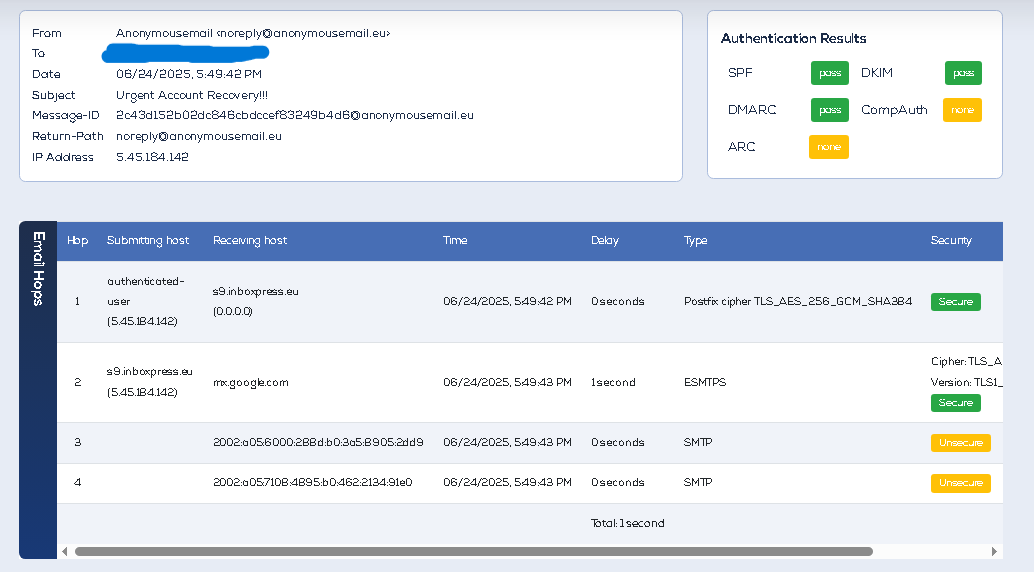 From Anonymousemail <noreply@anonymousemail.eu>
To
Date 06/24/2025, 5:49:42 PM
Subject Urgent Account Recovery!!!
Message-ID 2c43d152b02dc846cbdccef83249b4d6@anonymousemail.eu
Return-Path noreply@anonymousemail.eu
IP Address 5.45.184.142
Authentication Results
SPF pass DKIM pass
DMARC pass CompAuth none
ARC none
Email Hops
Hop Submitting host Receiving host Time Delay Type Security
1 authenticated-user (5.45.184.142) s9.inboxpress.eu (0.0.0.0) 06/24/2025, 5:49:42 PM 0 seconds Postfix cipher TLS_AES_256_GCM_SHA384 Secure
2 s9.inboxpress.eu (5.45.184.142) mx.google.com 06/24/2025, 5:49:43 PM 1 second ESMTPS Cipher: TLS_A Version: TLS1_ Secure
3 2002:a05:6000:288d:b0:3a5:8905:2dd9 06/24/2025, 5:49:43 PM 0 seconds SMTP Unsecure
4 2002:a05:7108:4895:b0:462:2134:91e0 06/24/2025, 5:49:43 PM 0 seconds SMTP Unsecure
Total: 1 second